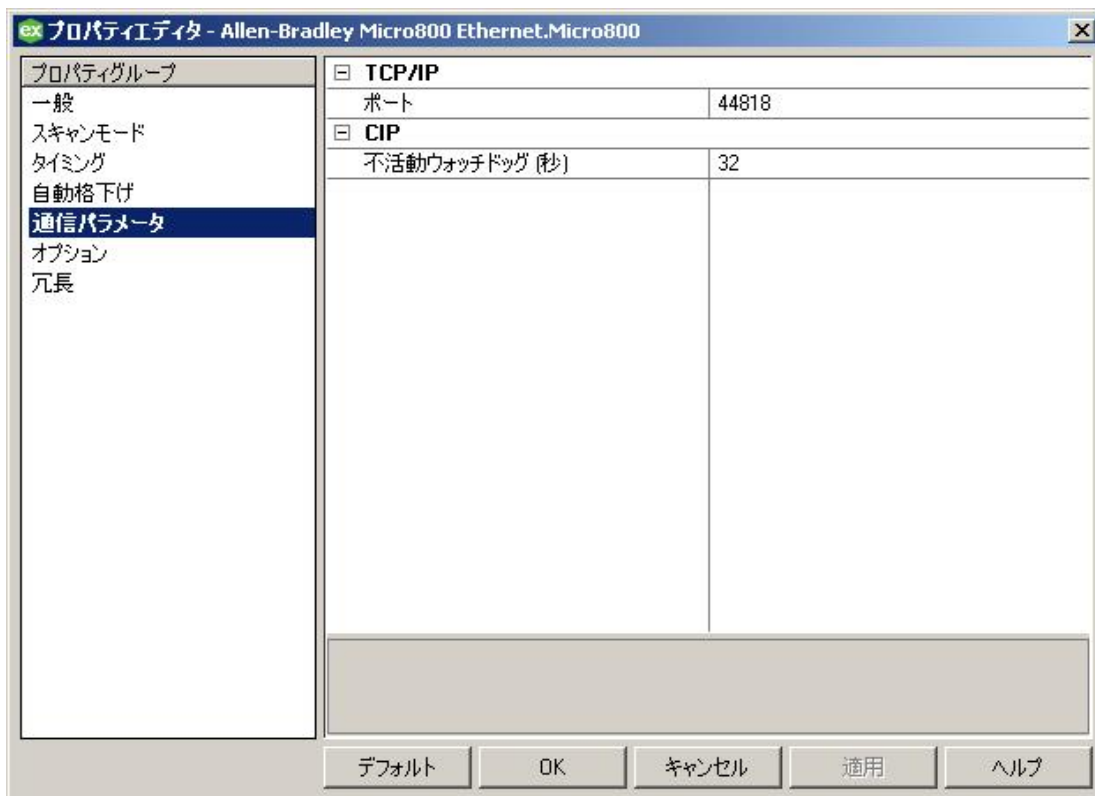 ex プロパティエディタ - Allen-Bradley Micro800 Ethernet.Micro800
プロパティグループ
一般
スキャンモード
タイミング
自動格下げ
通信パラメータ
オプション
冗長
TCP/IP
ポート 44818
CIP
不活動ウォッチドッグ (秒) 32
デフォルト OK キャンセル 適用 ヘルプ